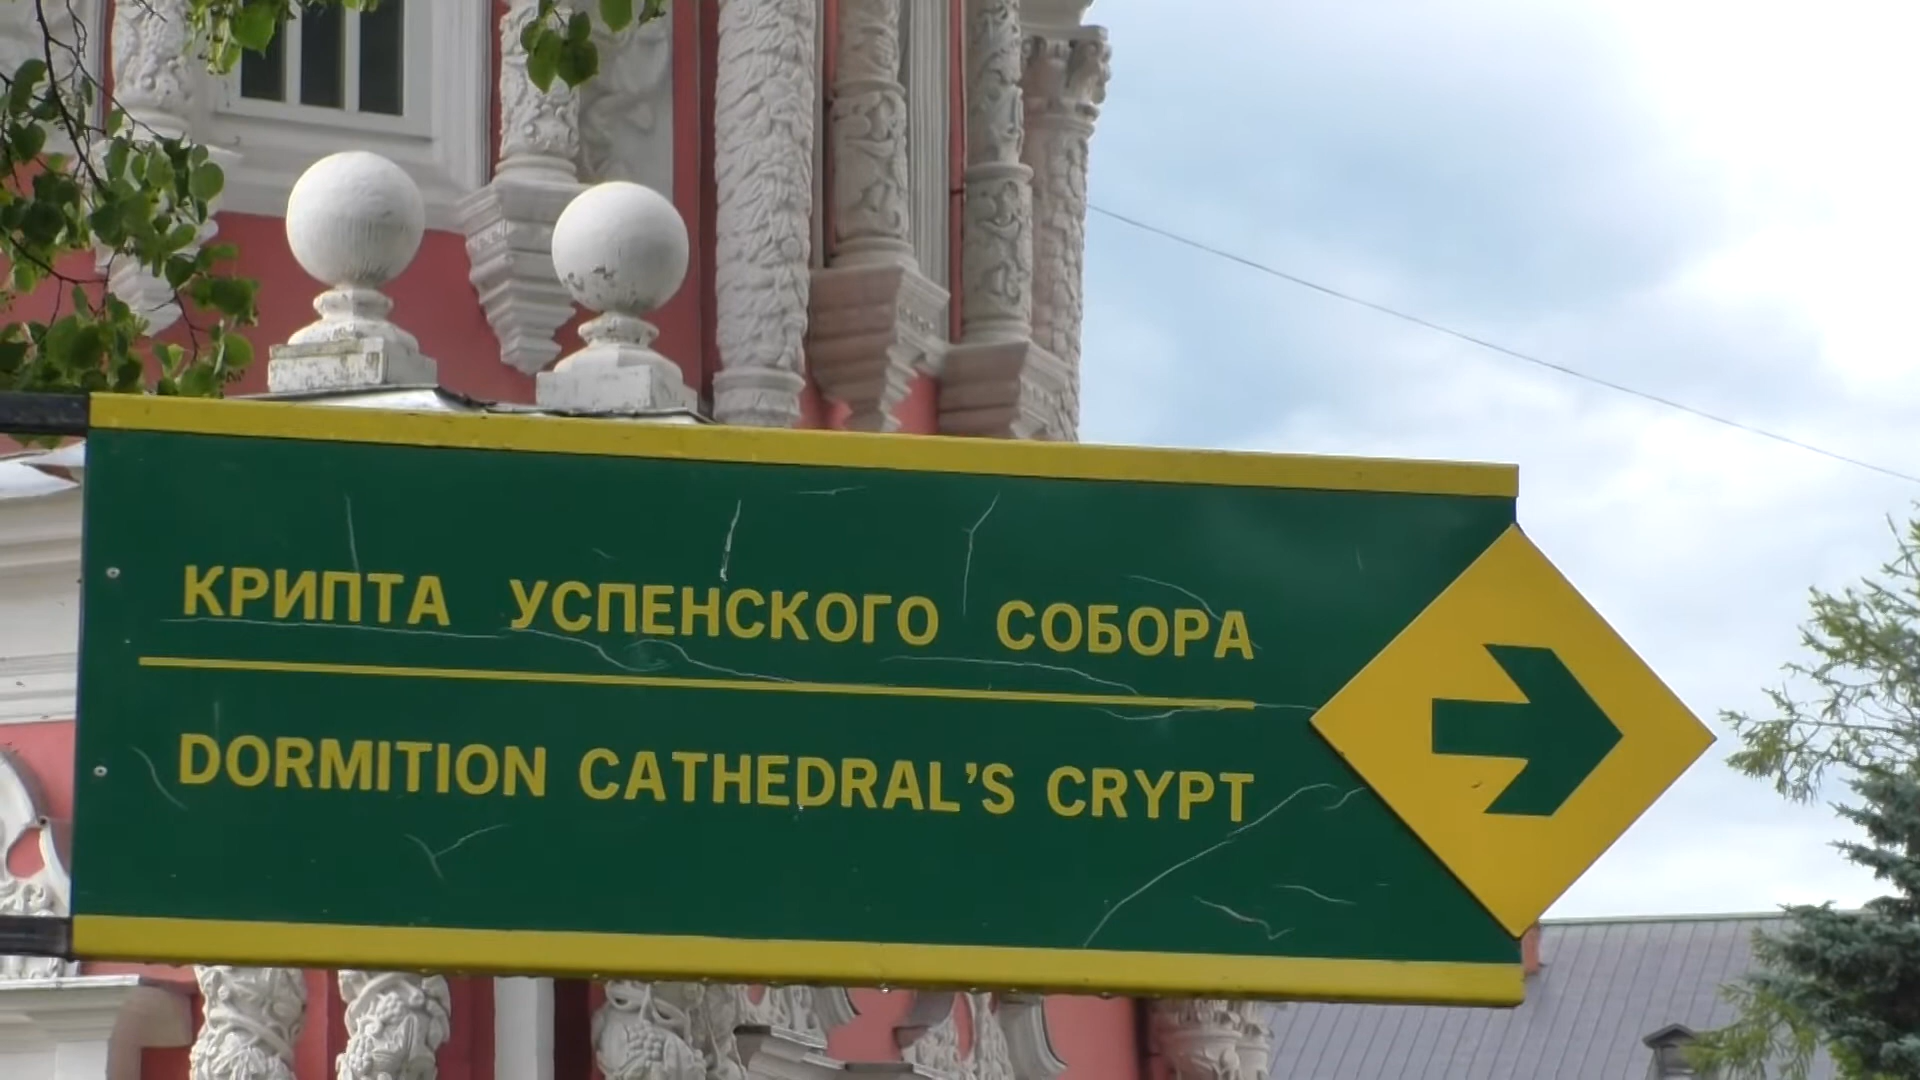 КРИПТА УСПЕНСКОГО СОБОРА
DORMITION CATHEDRAL'S CRYPT